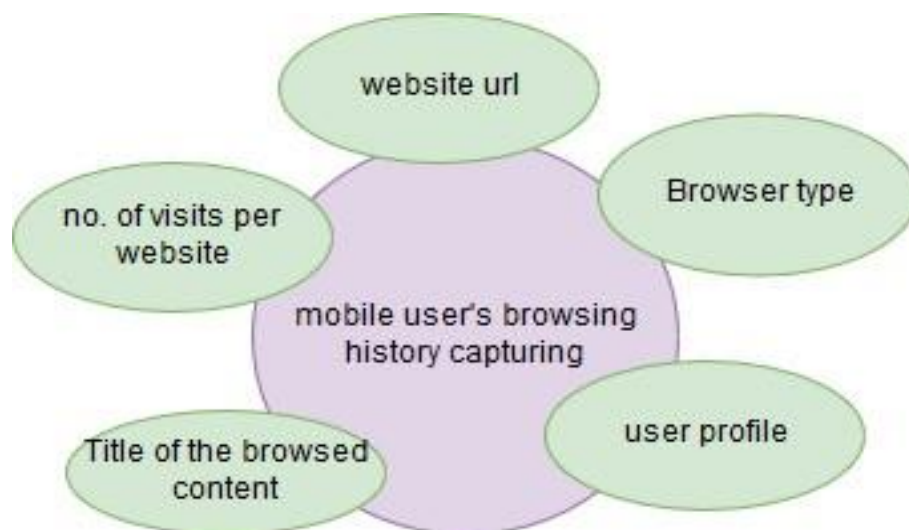 website url
Browser type
no. of visits per
website
mobile user's browsing
history capturing
user profile
Title of the browsed
content